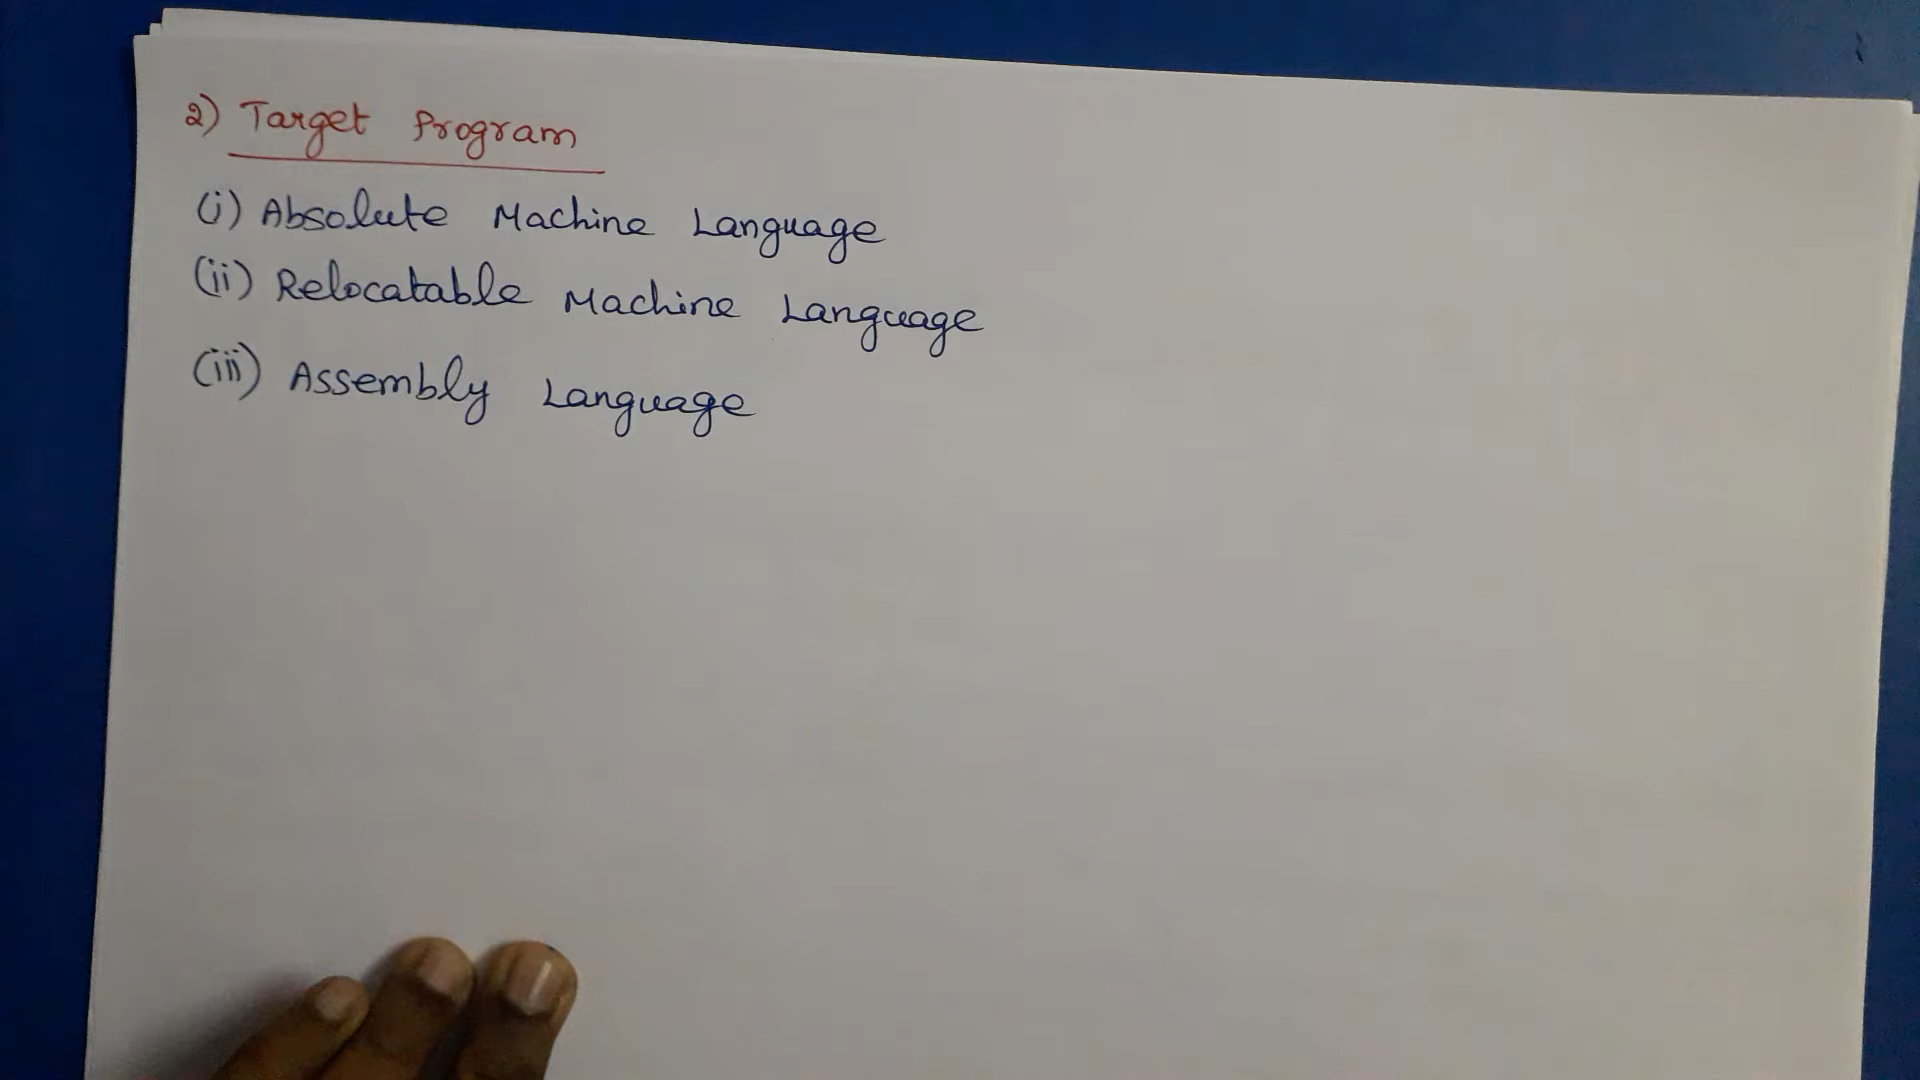 2) Target Program
(i) Absolute Machine Language
(ii) Relocatable Machine Language
(iii) Assembly Language